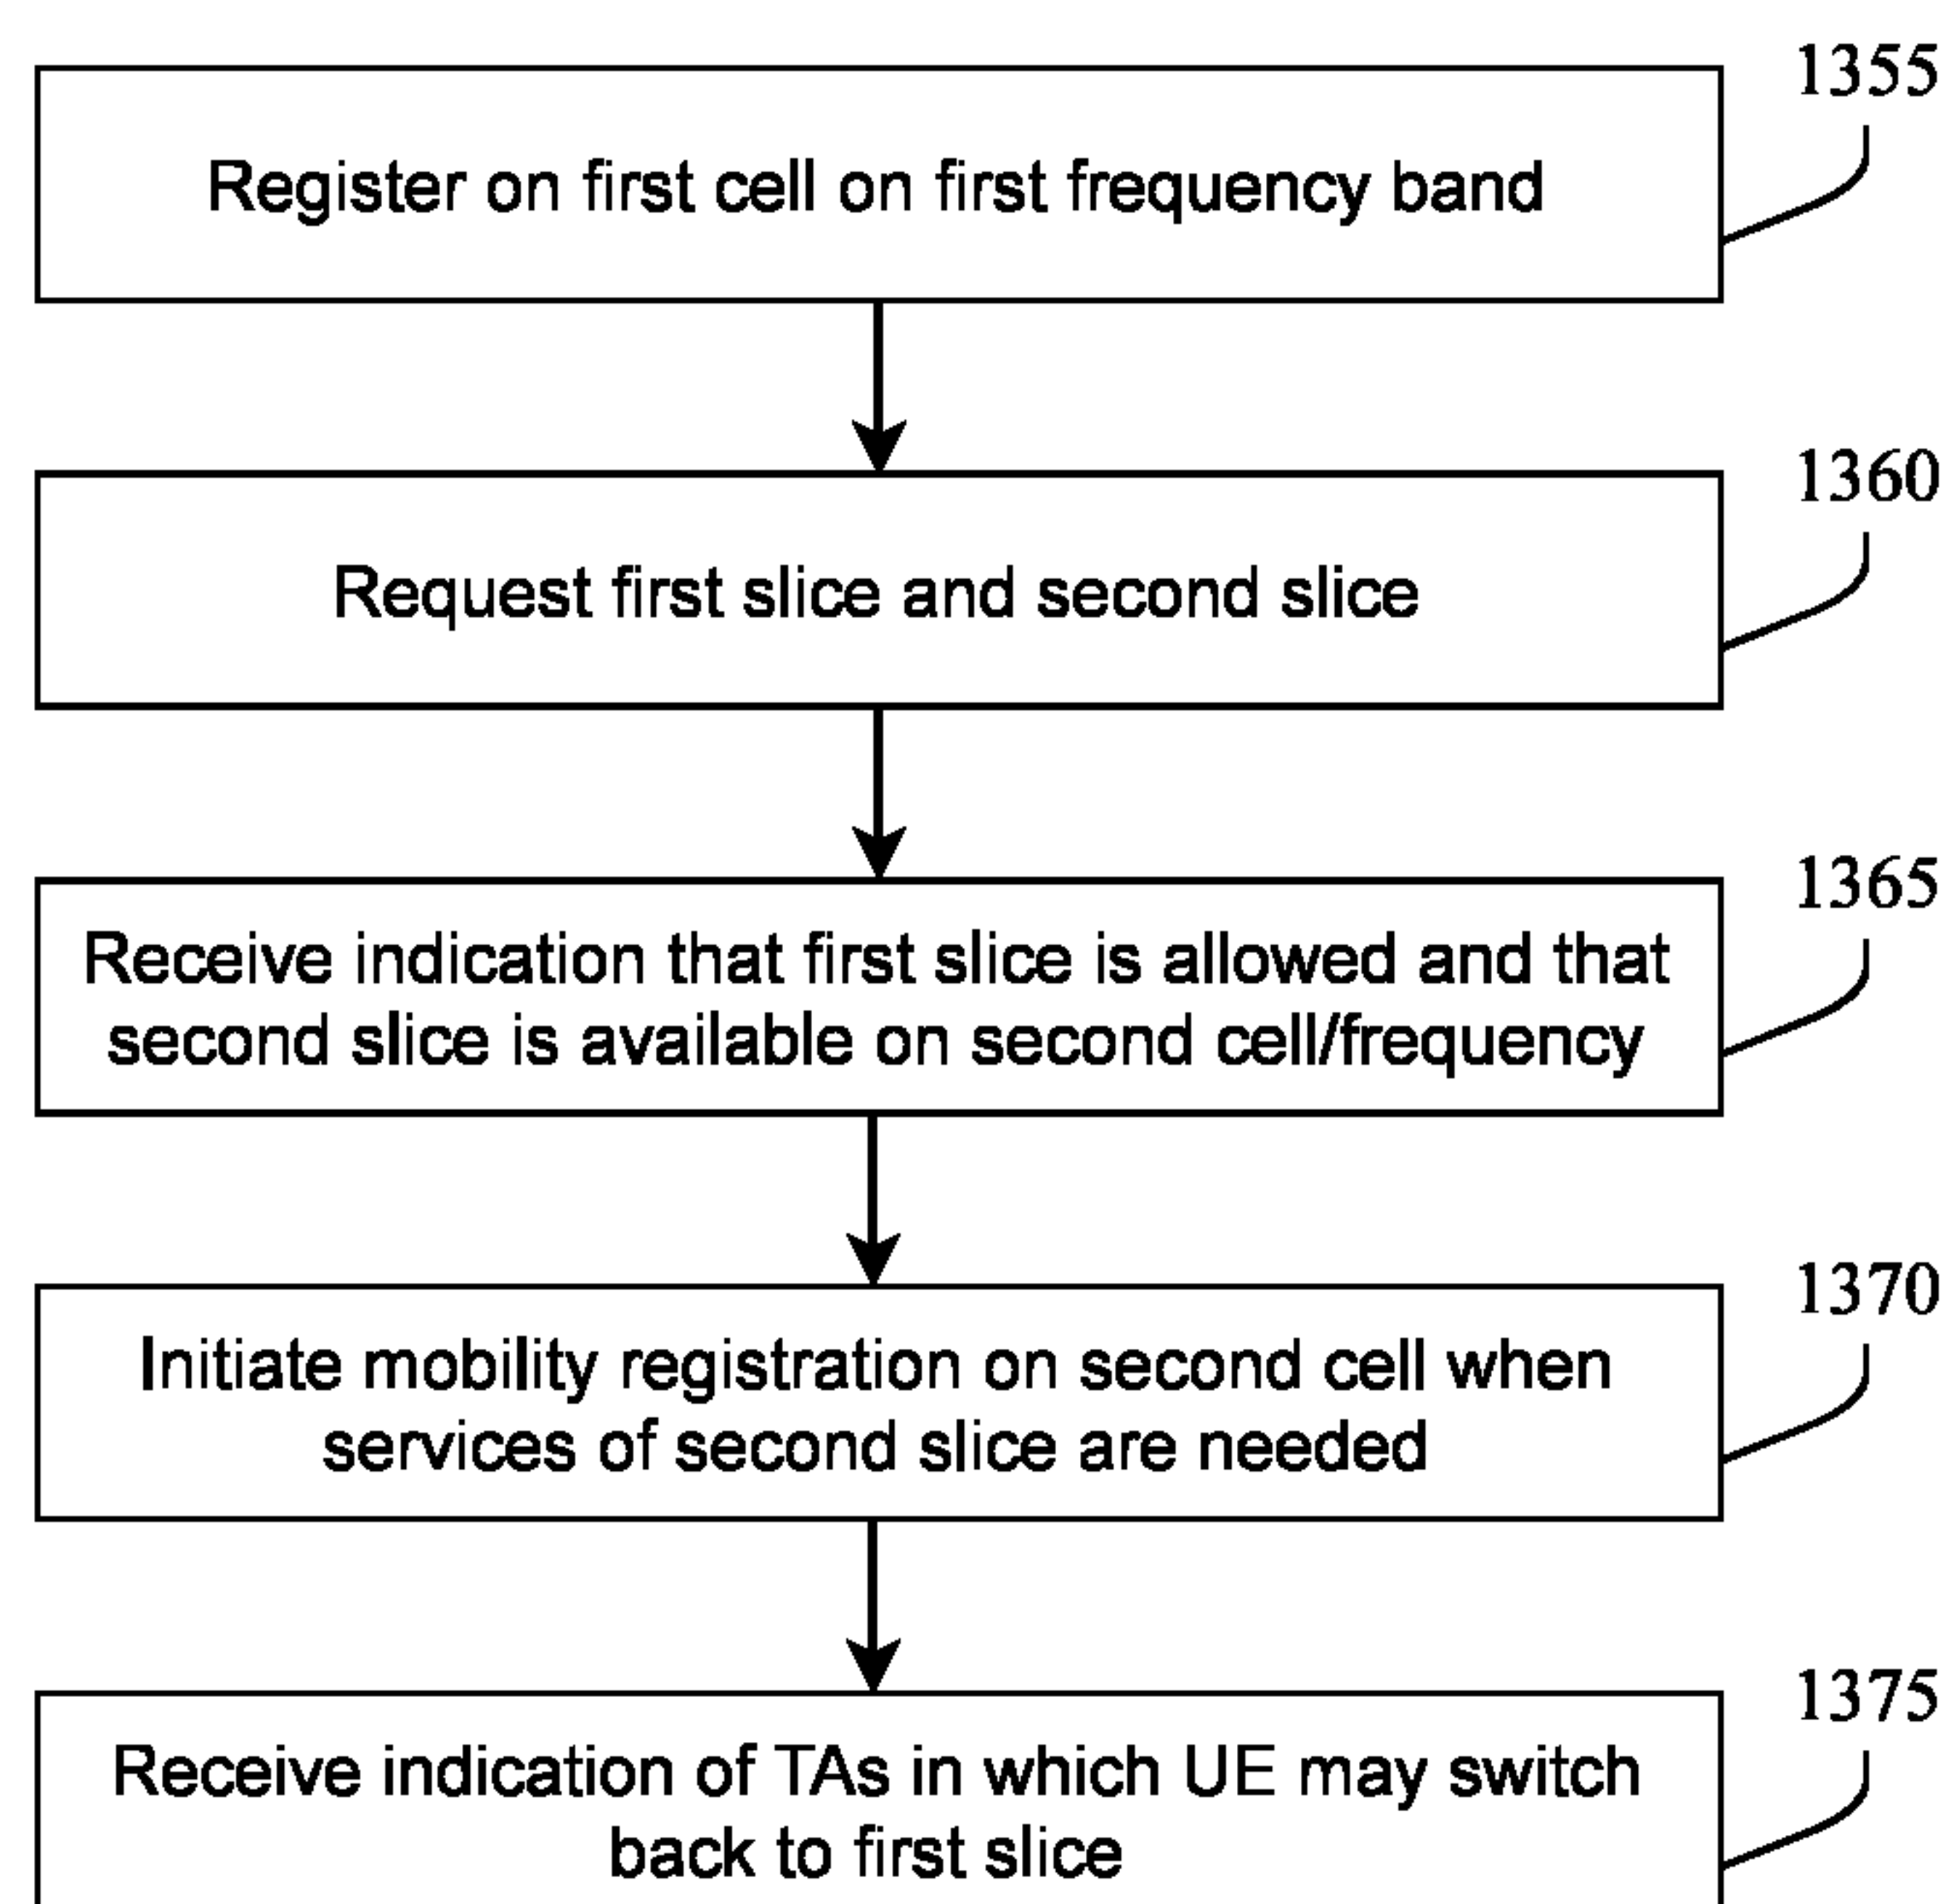 1355
Register on first cell on first frequency band
1360
Request first slice and second slice
1365
Receive indication that first slice is allowed and that
second slice is available on second cell/frequency
1370
Initiate mobility registration on second cell when
services of second slice are needed
1375
Receive indication of TAs in which UE may switch
back to first slice